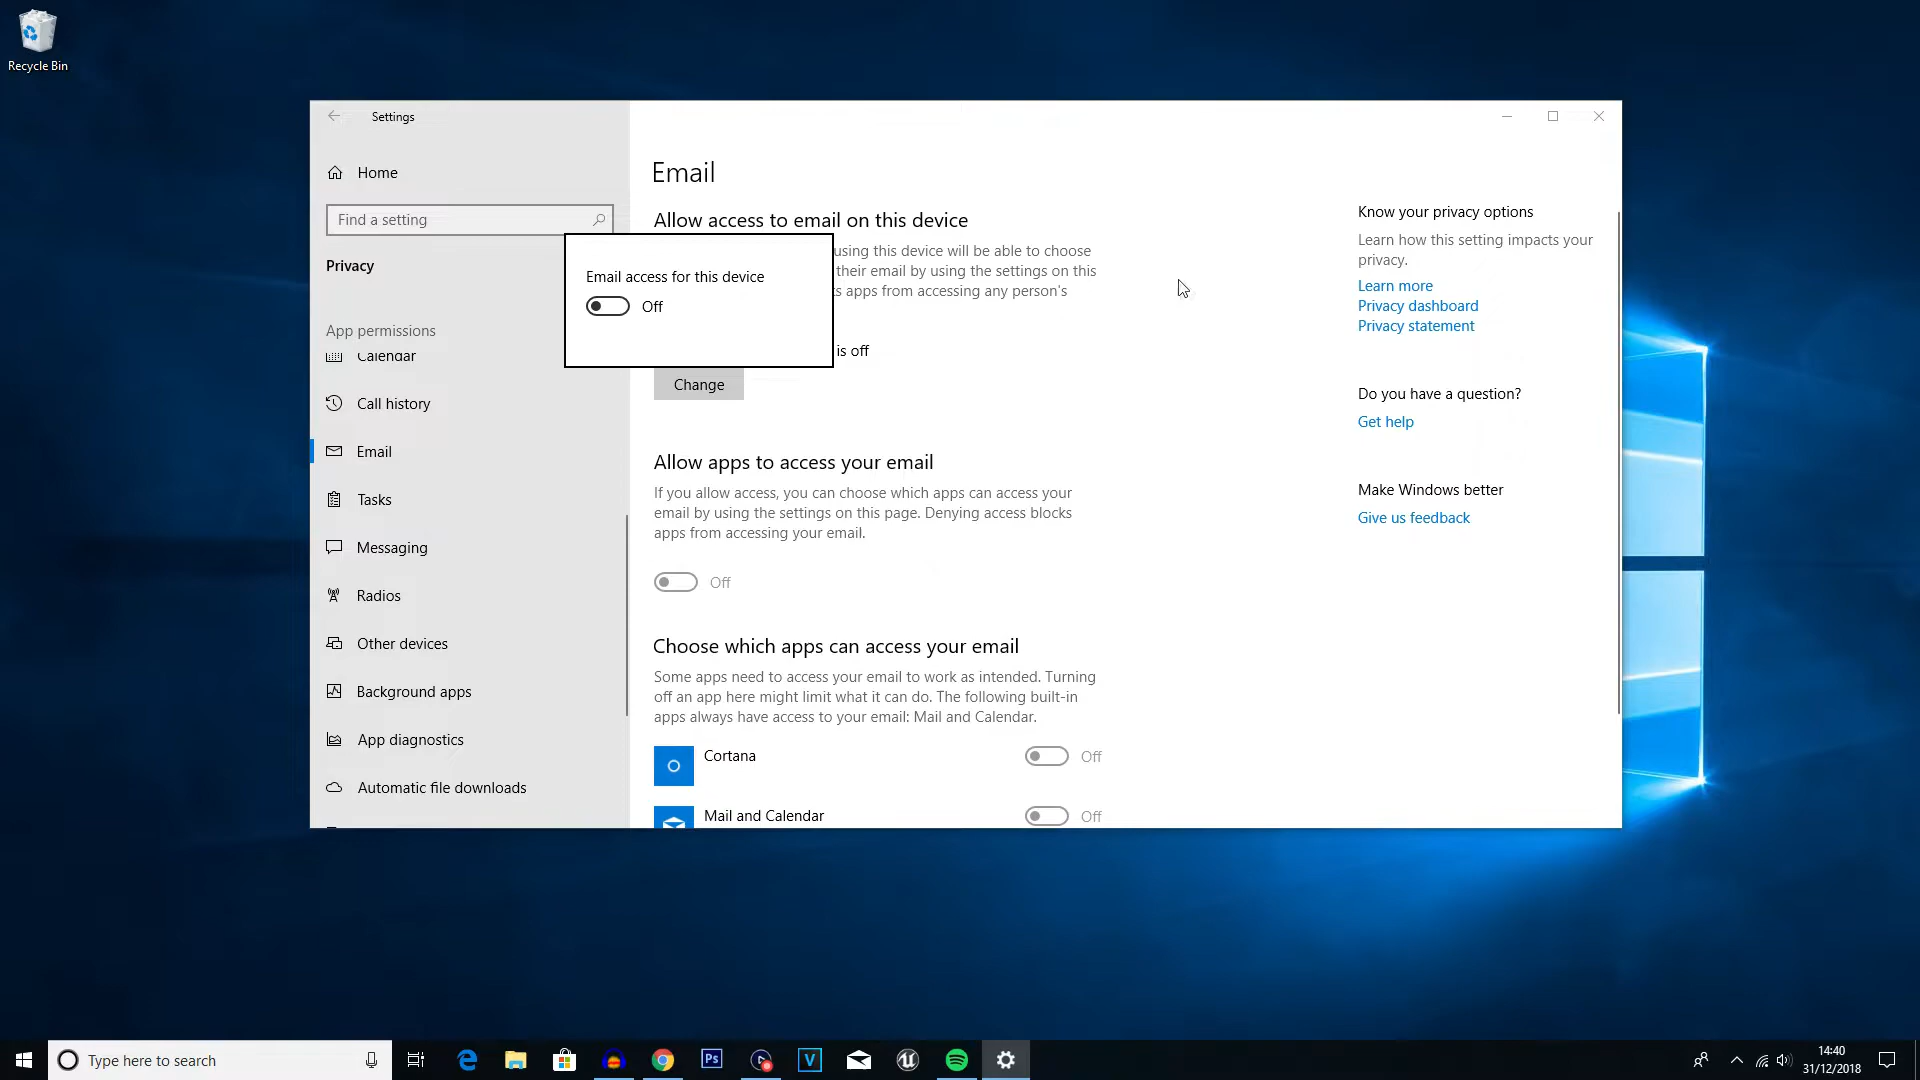 Recycle Bin
Settings
Home
Find a setting
Privacy
App permissions
Calendar
Call history
Email
Tasks
Messaging
Radios
Other devices
Background apps
App diagnostics
Automatic file downloads
Email
Allow access to email on this device
using this device will be able to choose
their email by using the settings on this
apps from accessing any person's
Email access for this device
Off
is off
Change
Allow apps to access your email
If you allow access, you can choose which apps can access your
email by using the settings on this page. Denying access blocks
apps from accessing your email.
Off
Choose which apps can access your email
Some apps need to access your email to work as intended. Turning
off an app here might limit what it can do. The following built-in
apps always have access to your email: Mail and Calendar.
Cortana
Off
Mail and Calendar
Off
Know your privacy options
Learn how this setting impacts your
privacy.
Learn more
Privacy dashboard
Privacy statement
Do you have a question?
Get help
Make Windows better
Give us feedback
Type here to search
Ps
V
14:40
31/12/2018